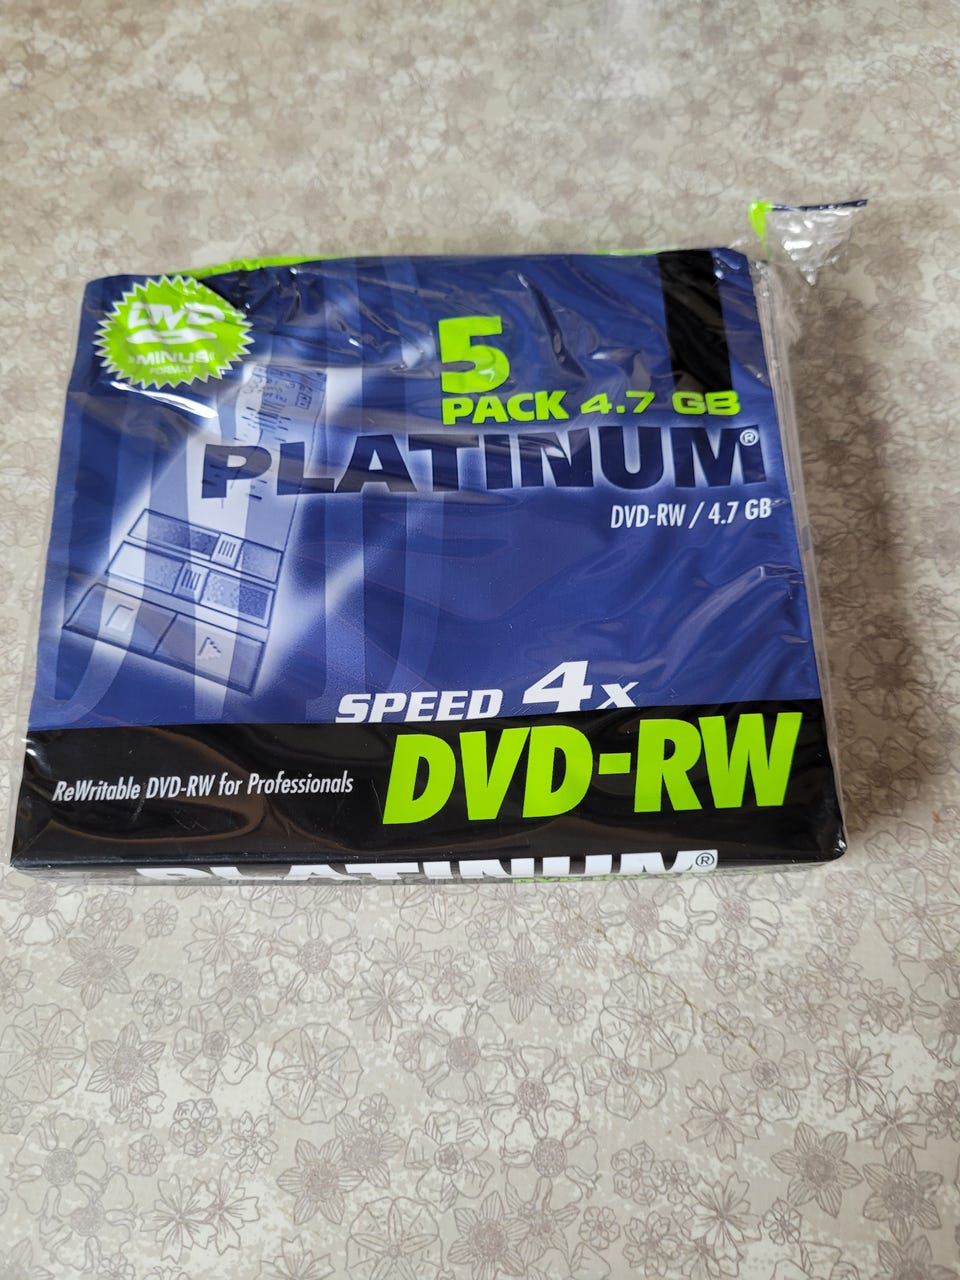 DVD
MINUS
FORMAT
5
PACK 4.7 GB
PLATINUM®
DVD-RW / 4.7 GB
SPEED 4x
DVD-RW
ReWritable DVD-RW for Professionals
PLATINUM®